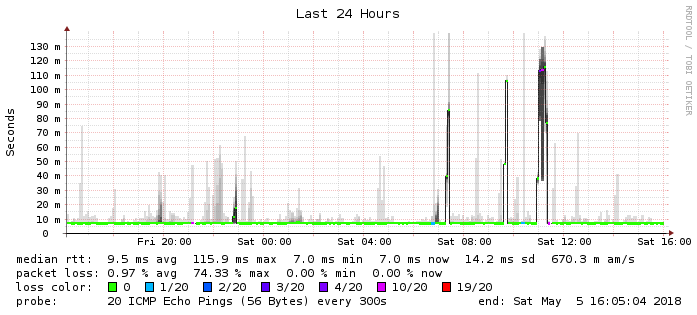 Last 24 Hours
RRDTOOL / TOBI OETIKER
Seconds
130 m
120 m
110 m
100 m
90 m
80 m
70 m
60 m
50 m
40 m
30 m
20 m
10 m
0
Fri 20:00 Sat 00:00 Sat 04:00 Sat 08:00 Sat 12:00 Sat 16:00
median rtt: 9.5 ms avg 115.9 ms max 7.0 ms min 7.0 ms now 14.2 ms sd 670.3 m am/s
packet loss: 0.97 % avg 74.33 % max 0.00 % min 0.00 % now
loss color: 0 1/20 2/20 3/20 4/20 10/20 19/20
probe: 20 ICMP Echo Pings (56 Bytes) every 300s end: Sat May 5 16:05:04 2018